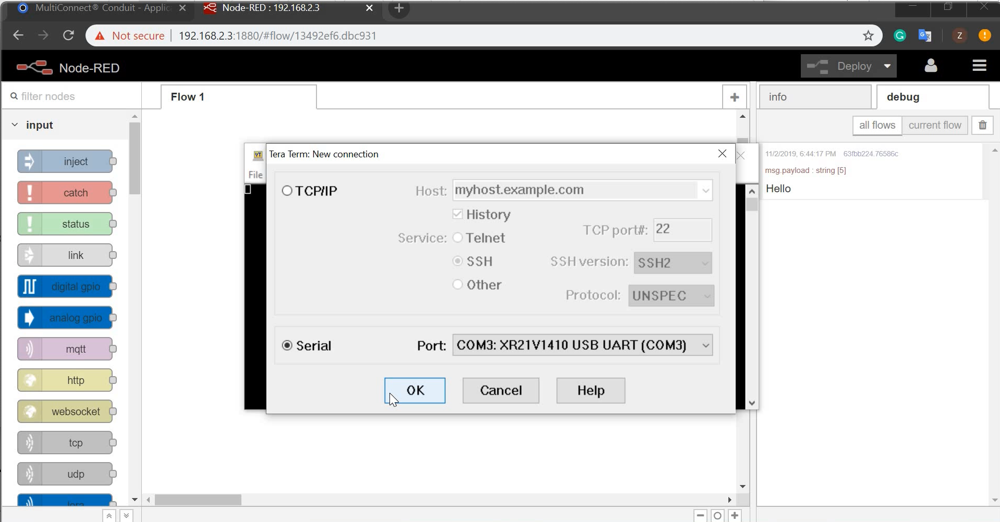 MultiConnect® Conduit - Applic
Node-RED : 192.168.2.3
Not secure
192.168.2.3:1880/#flow/13492ef6.dbc931
Z
Node-RED
Deploy
filter nodes
Flow 1
info
debug
input
all flows
current flow
inject
catch
status
link
digital gpio
analog gpio
mqtt
http
websocket
tcp
udp
lora
VT
Tera Term: New connection
File
TCP/IP
Host:
myhost.example.com
History
Service:
Telnet
TCP port#:
22
SSH
SSH version:
SSH2
Other
Protocol:
UNSPEC
Serial
Port:
COM3: XR21V1410 USB UART (COM3)
OK
Cancel
Help
11/2/2019, 6:44:17 PM 63fbb224.76586c
msg.payload : string [5]
Hello